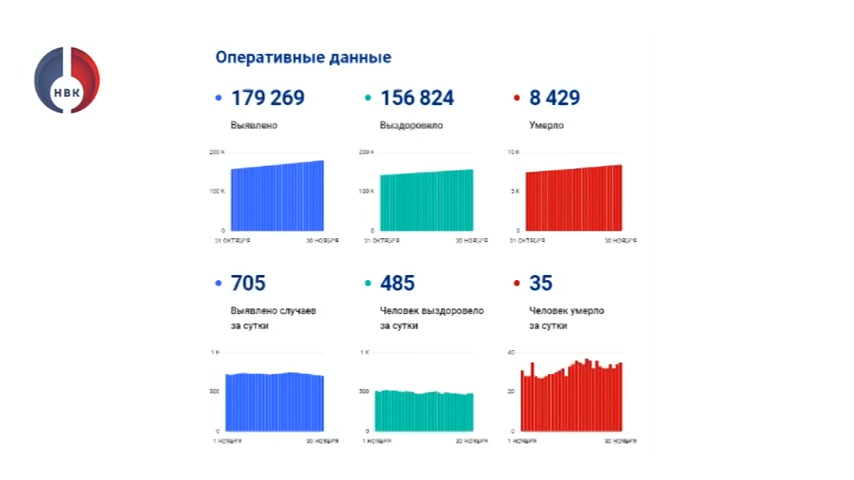 НВК
Оперативные данные
179 269
156 824
8 429
Выявлено
Выздоровело
Умерло
200 K
200 K
10 K
100 K
100 K
5 K
0
0
0
31 ОКТЯБРЯ
30 НОЯБРЯ
31 ОКТЯБРЯ
30 НОЯБРЯ
31 ОКТЯБРЯ
30 НОЯБРЯ
705
485
35
Выявлено случаев
за сутки
Человек выздоровело
за сутки
Человек умерло
за сутки
1 K
1 K
40
500
500
20
0
0
0
1 НОЯБРЯ
30 НОЯБРЯ
1 НОЯБРЯ
30 НОЯБРЯ
1 НОЯБРЯ
30 НОЯБРЯ